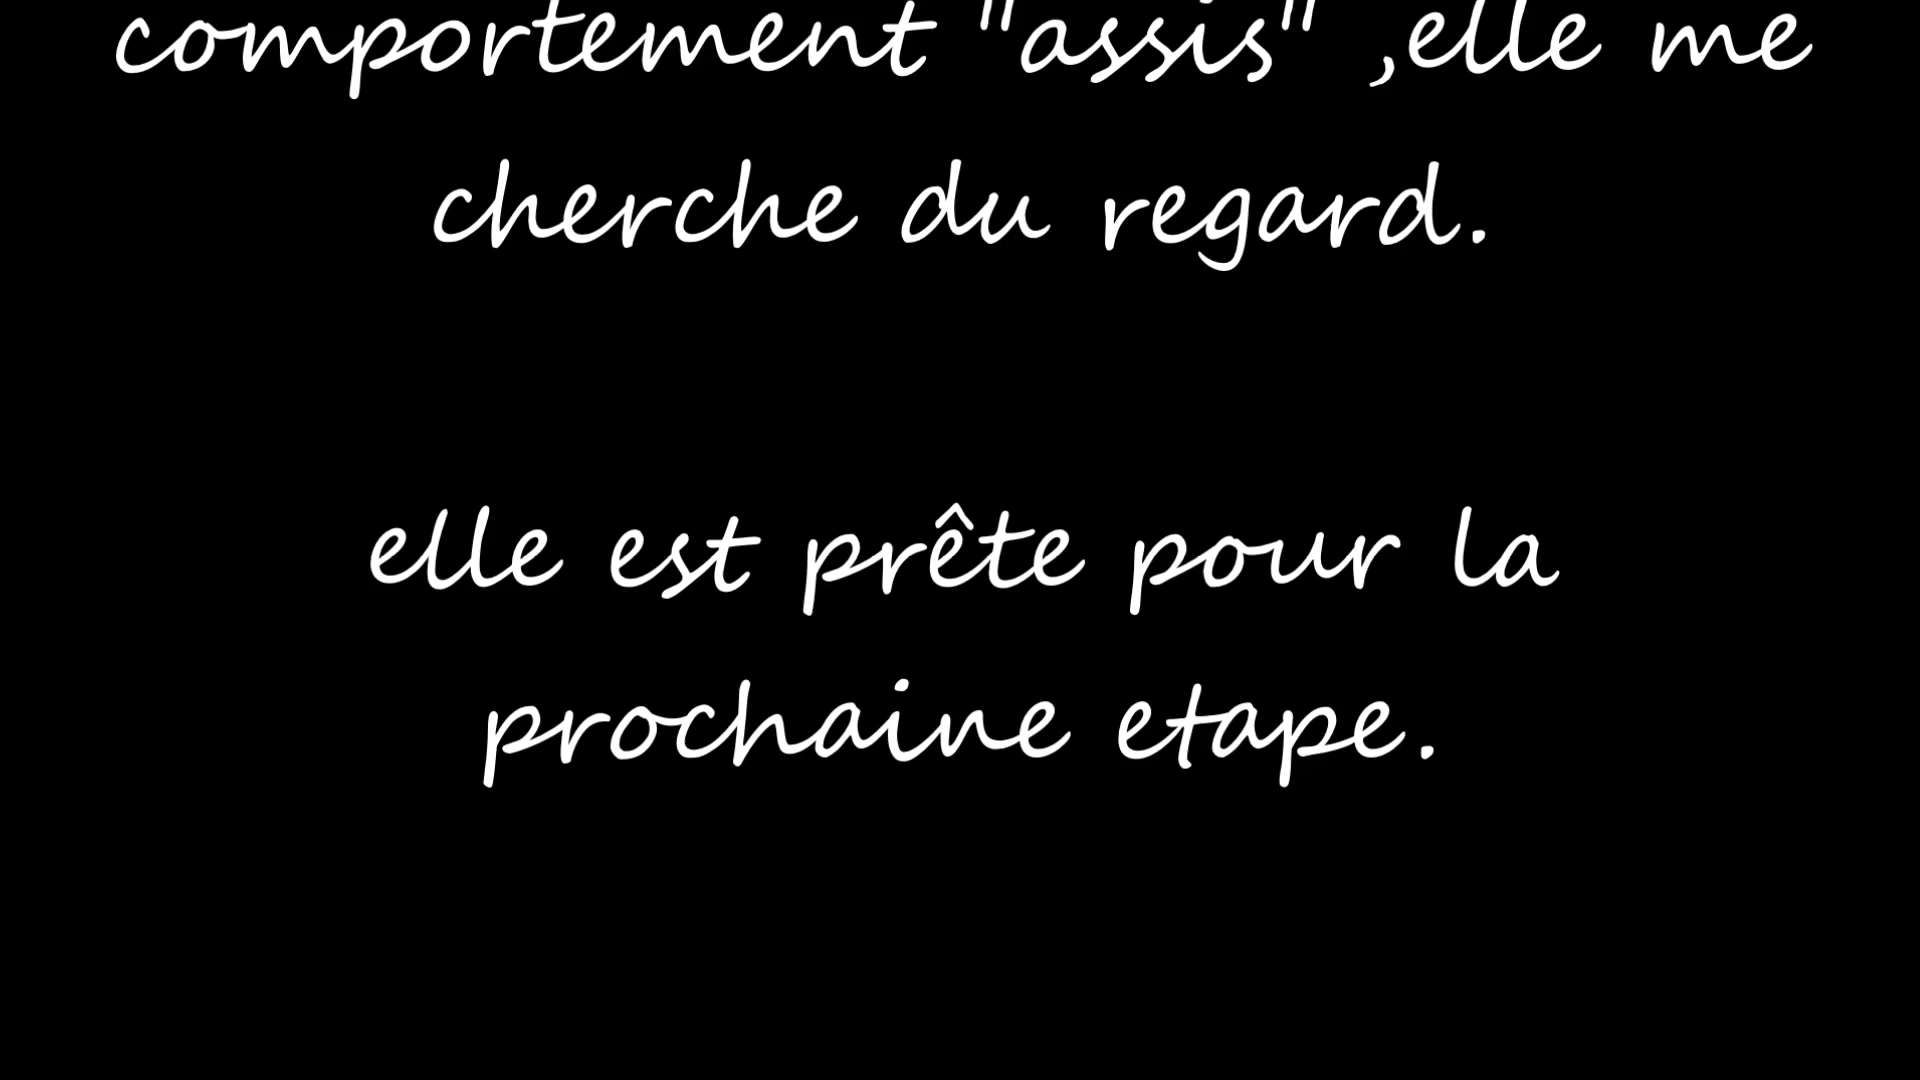 comportement "assis" ,elle me
cherche du regard.
elle est prête pour la
prochaine etape.